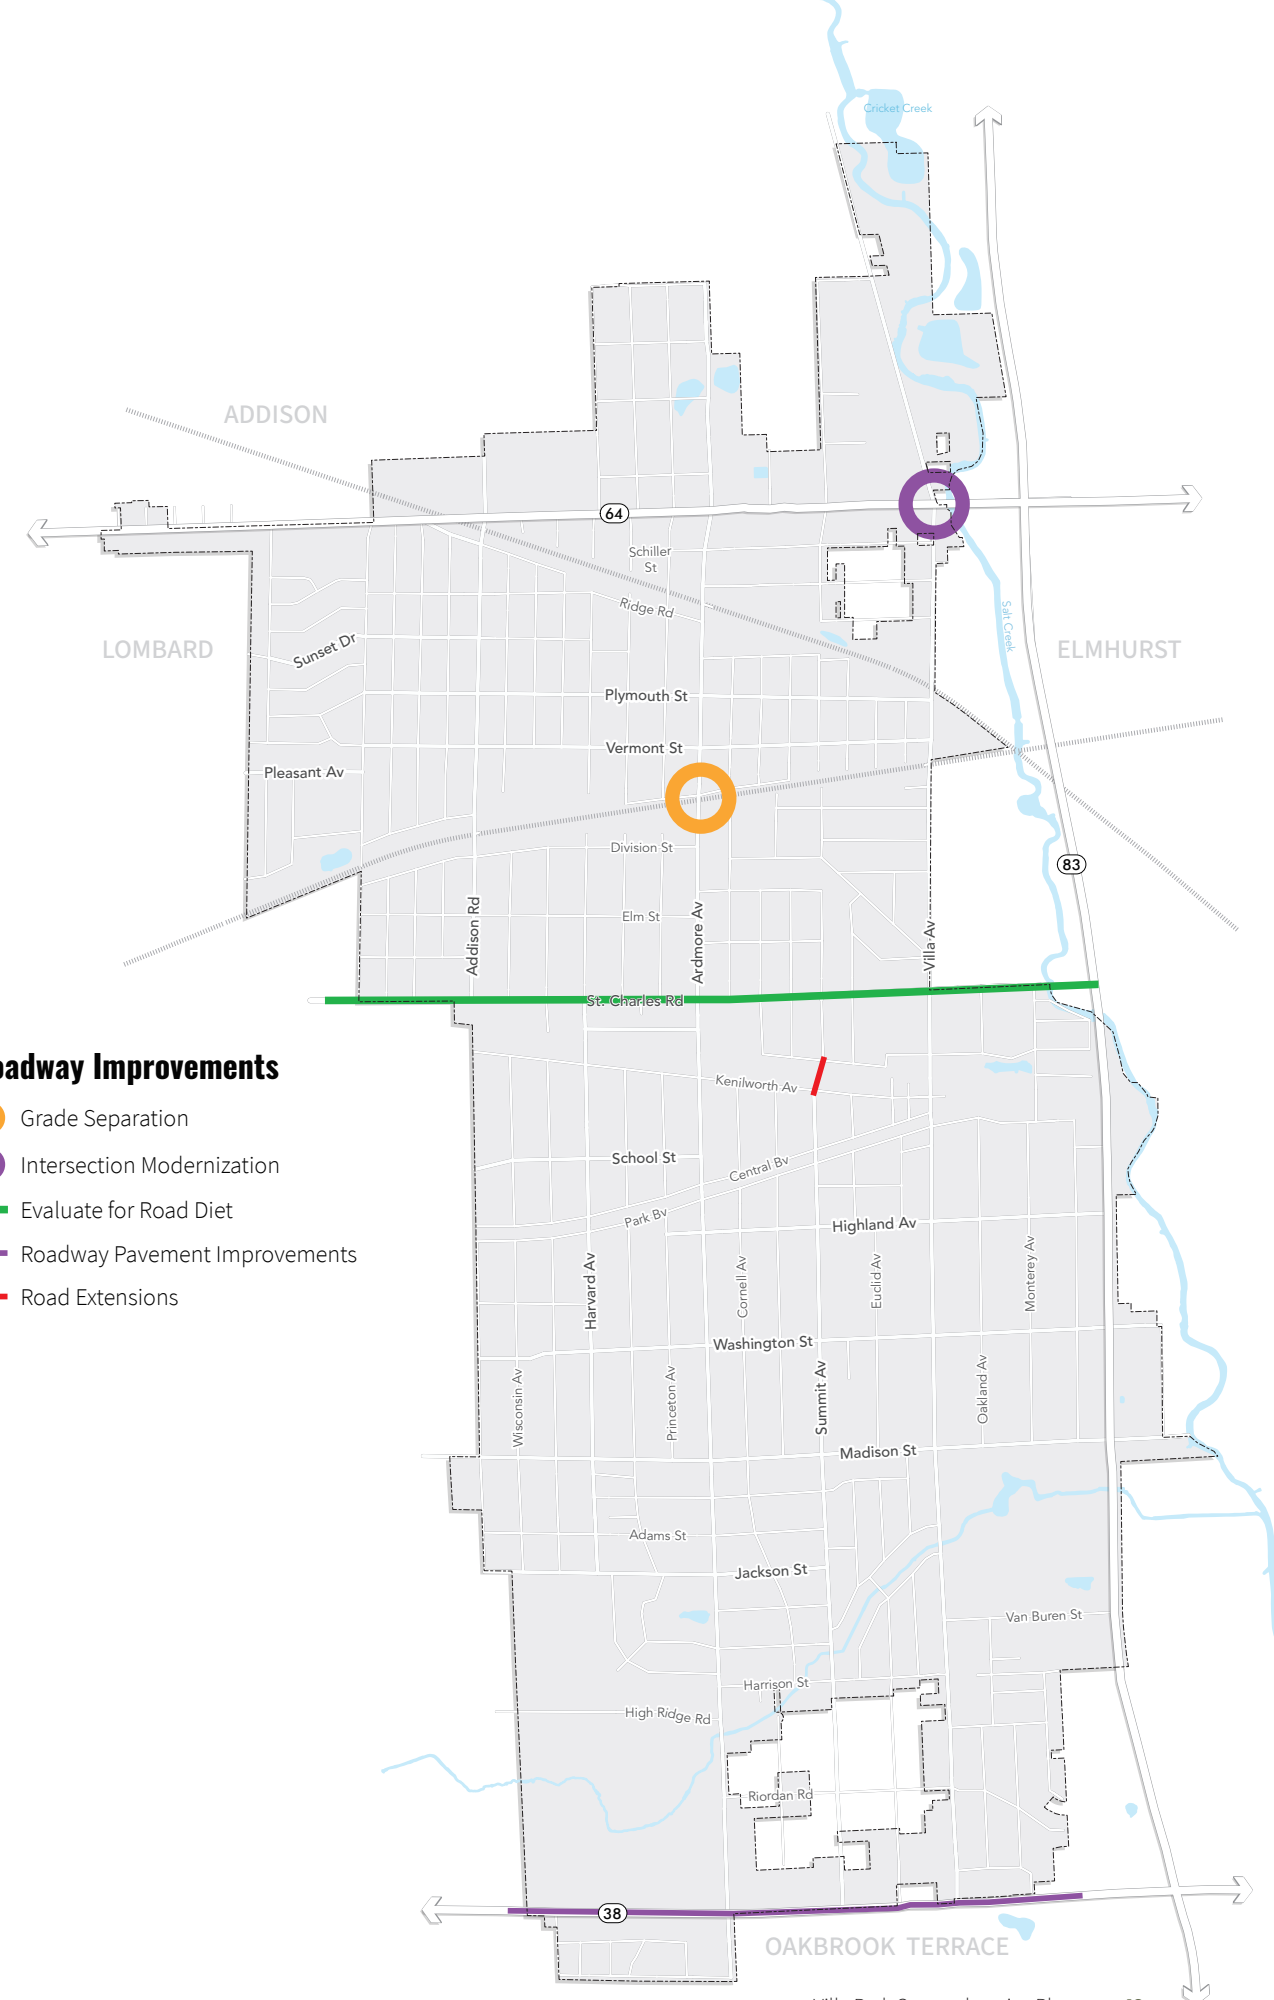 Cricket Creek
ADDISON
64
Schiller
St
Ridge Rd
Salt Creek
LOMBARD
Sunset Dr
ELMHURST
Plymouth St
Vermont St
Pleasant Av
Division St
83
Elm St
Addison Rd
Ardmore Av
Villa Av
St. Charles Rd
Roadway Improvements
Grade Separation
Intersection Modernization
Evaluate for Road Diet
Roadway Pavement Improvements
Road Extensions
Kenilworth Av
School St
Central Bv
Park Bv
Highland Av
Harvard Av
Cornell Av
Euclid Av
Monterey Av
Washington St
Wisconsin Av
Princeton Av
Summit Av
Oakland Av
Madison St
Adams St
Jackson St
Van Buren St
Harrison St
High Ridge Rd
Riordan Rd
38
OAKBROOK TERRACE